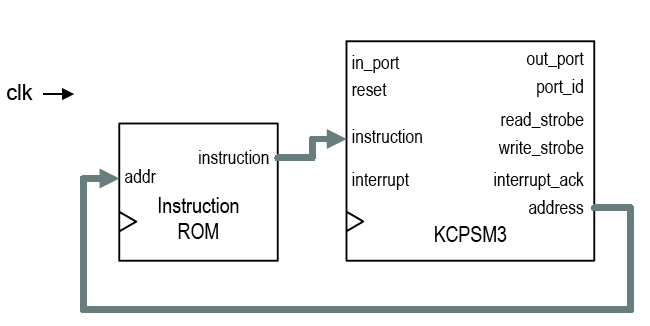 clk
addr
instruction
Instruction
ROM
in_port
reset
instruction
interrupt
out_port
port_id
read_strobe
write_strobe
interrupt_ack
address
KCPSM3